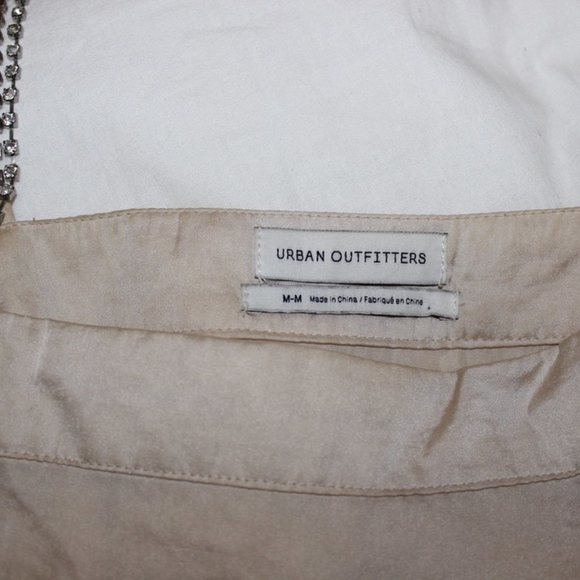 URBAN OUTFITTERS
M-M Made in China / Fabriqué en Chine